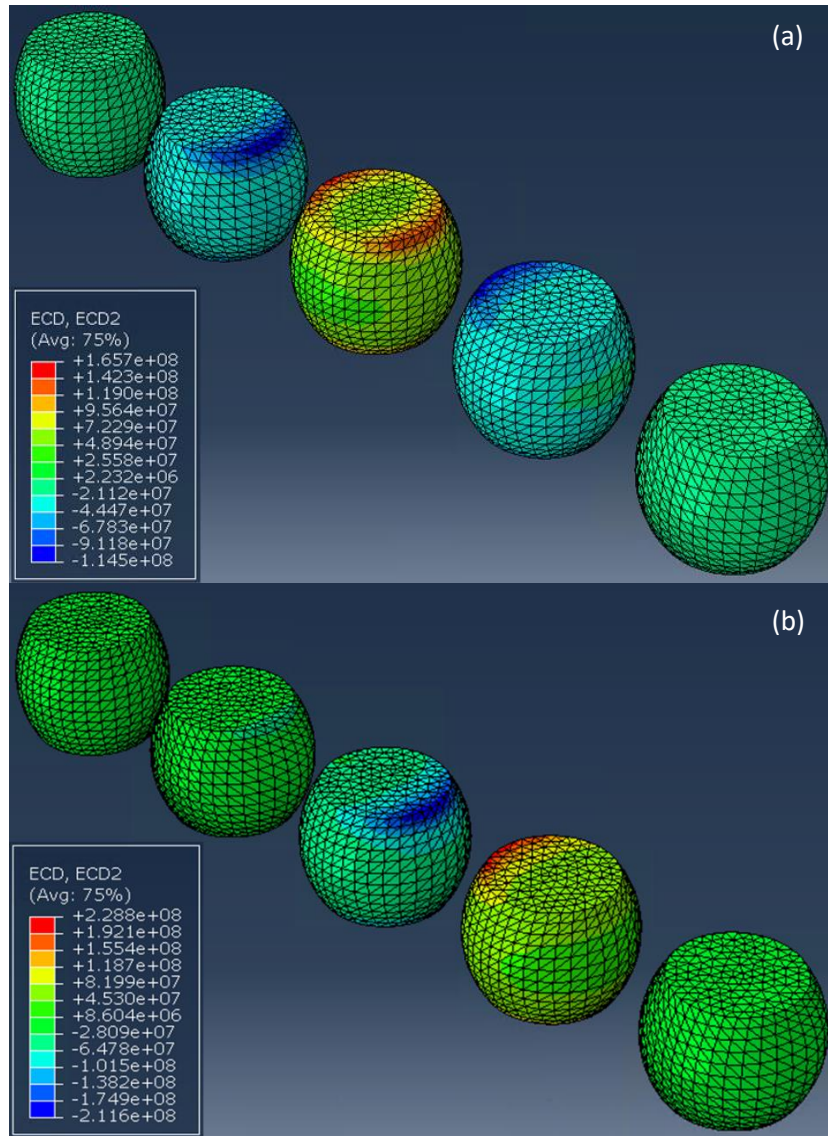 (a)
ECD, ECD2
(Avg: 75%)
+1.657e+08
+1.423e+08
+1.190e+08
+9.564e+07
+7.229e+07
+4.894e+07
+2.558e+07
+2.232e+06
-2.112e+07
-4.447e+07
-6.783e+07
-9.118e+07
-1.145e+08
(b)
ECD, ECD2
(Avg: 75%)
+2.288e+08
+1.921e+08
+1.554e+08
+1.187e+08
+8.199e+07
+4.530e+07
+8.604e+06
-2.809e+07
-6.478e+07
-1.015e+08
-1.382e+08
-1.749e+08
-2.116e+08